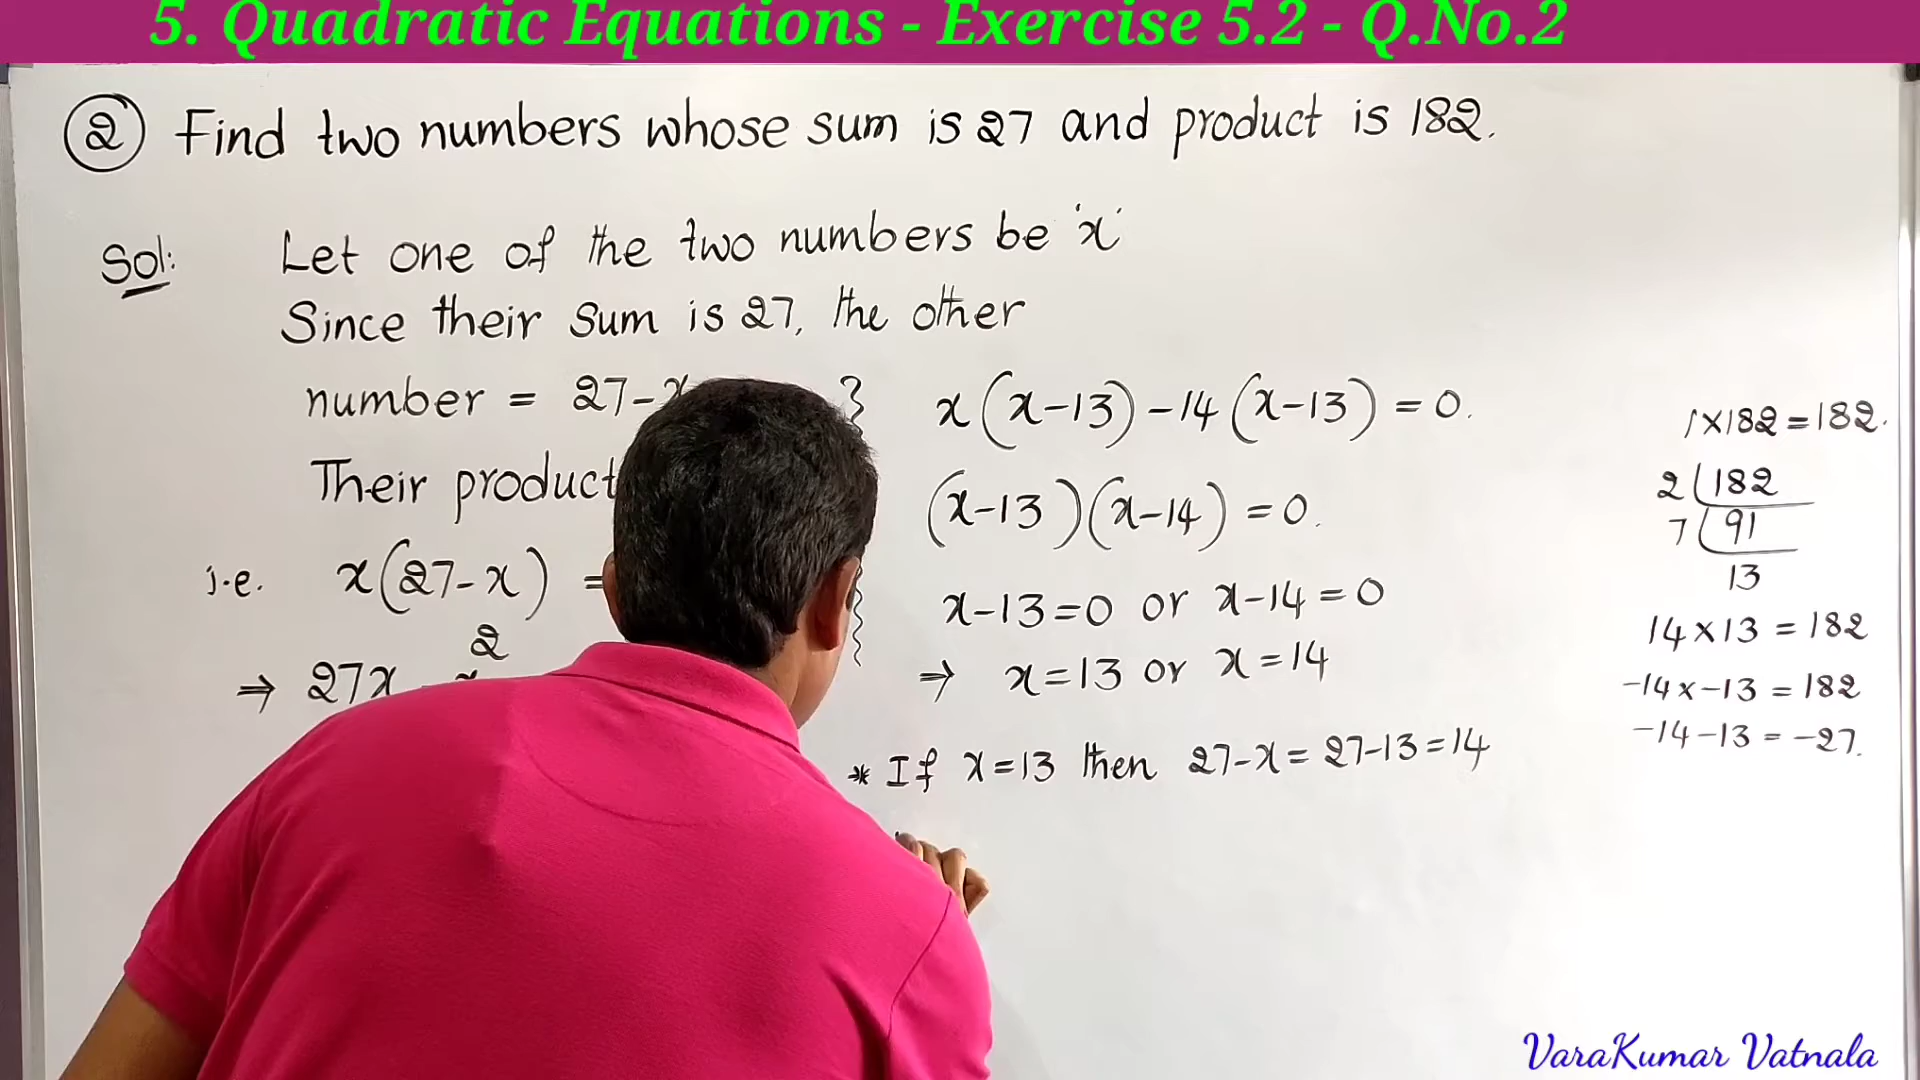 5. Quadratic Equations - Exercise 5.2 - Q.No.2
2 Find two numbers whose sum is 27 and product is 182.
Sol: Let one of the two numbers be 'x'
Since their sum is 27, the other
number = 27-x
Their product
i.e. x(27-x) =
⇒ 27x - x²
x(x-13)-14(x-13)=0.
(x-13)(x-14)=0.
x-13=0 or x-14=0
⇒ x=13 or x=14
* If x=13 then 27-x=27-13=14
1×182=182.
2 182
7 91
13
14×13=182
-14×-13=182
-14-13=-27.
VaraKumar Vatnala